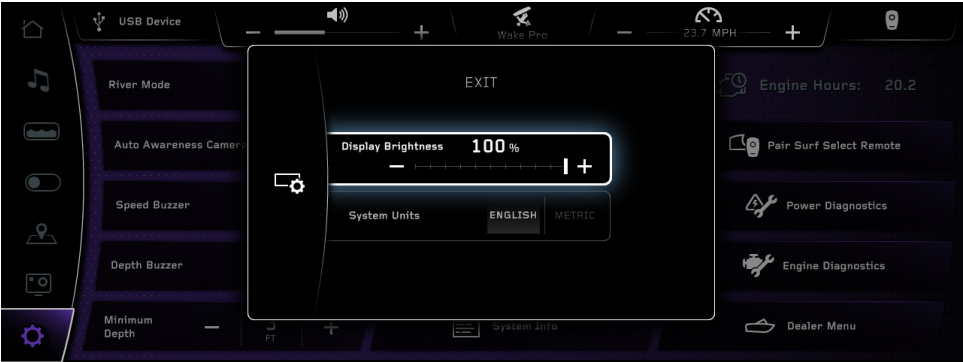 USB Device
Wake Pro
23.7 MPH
River Mode
EXIT
Engine Hours: 20.2
Auto Awareness Camera
Display Brightness 100 %
Pair Surf Select Remote
Speed Buzzer
System Units ENGLISH METRIC
Power Diagnostics
Depth Buzzer
Engine Diagnostics
Minimum
Depth
3
FT
System Info
Dealer Menu